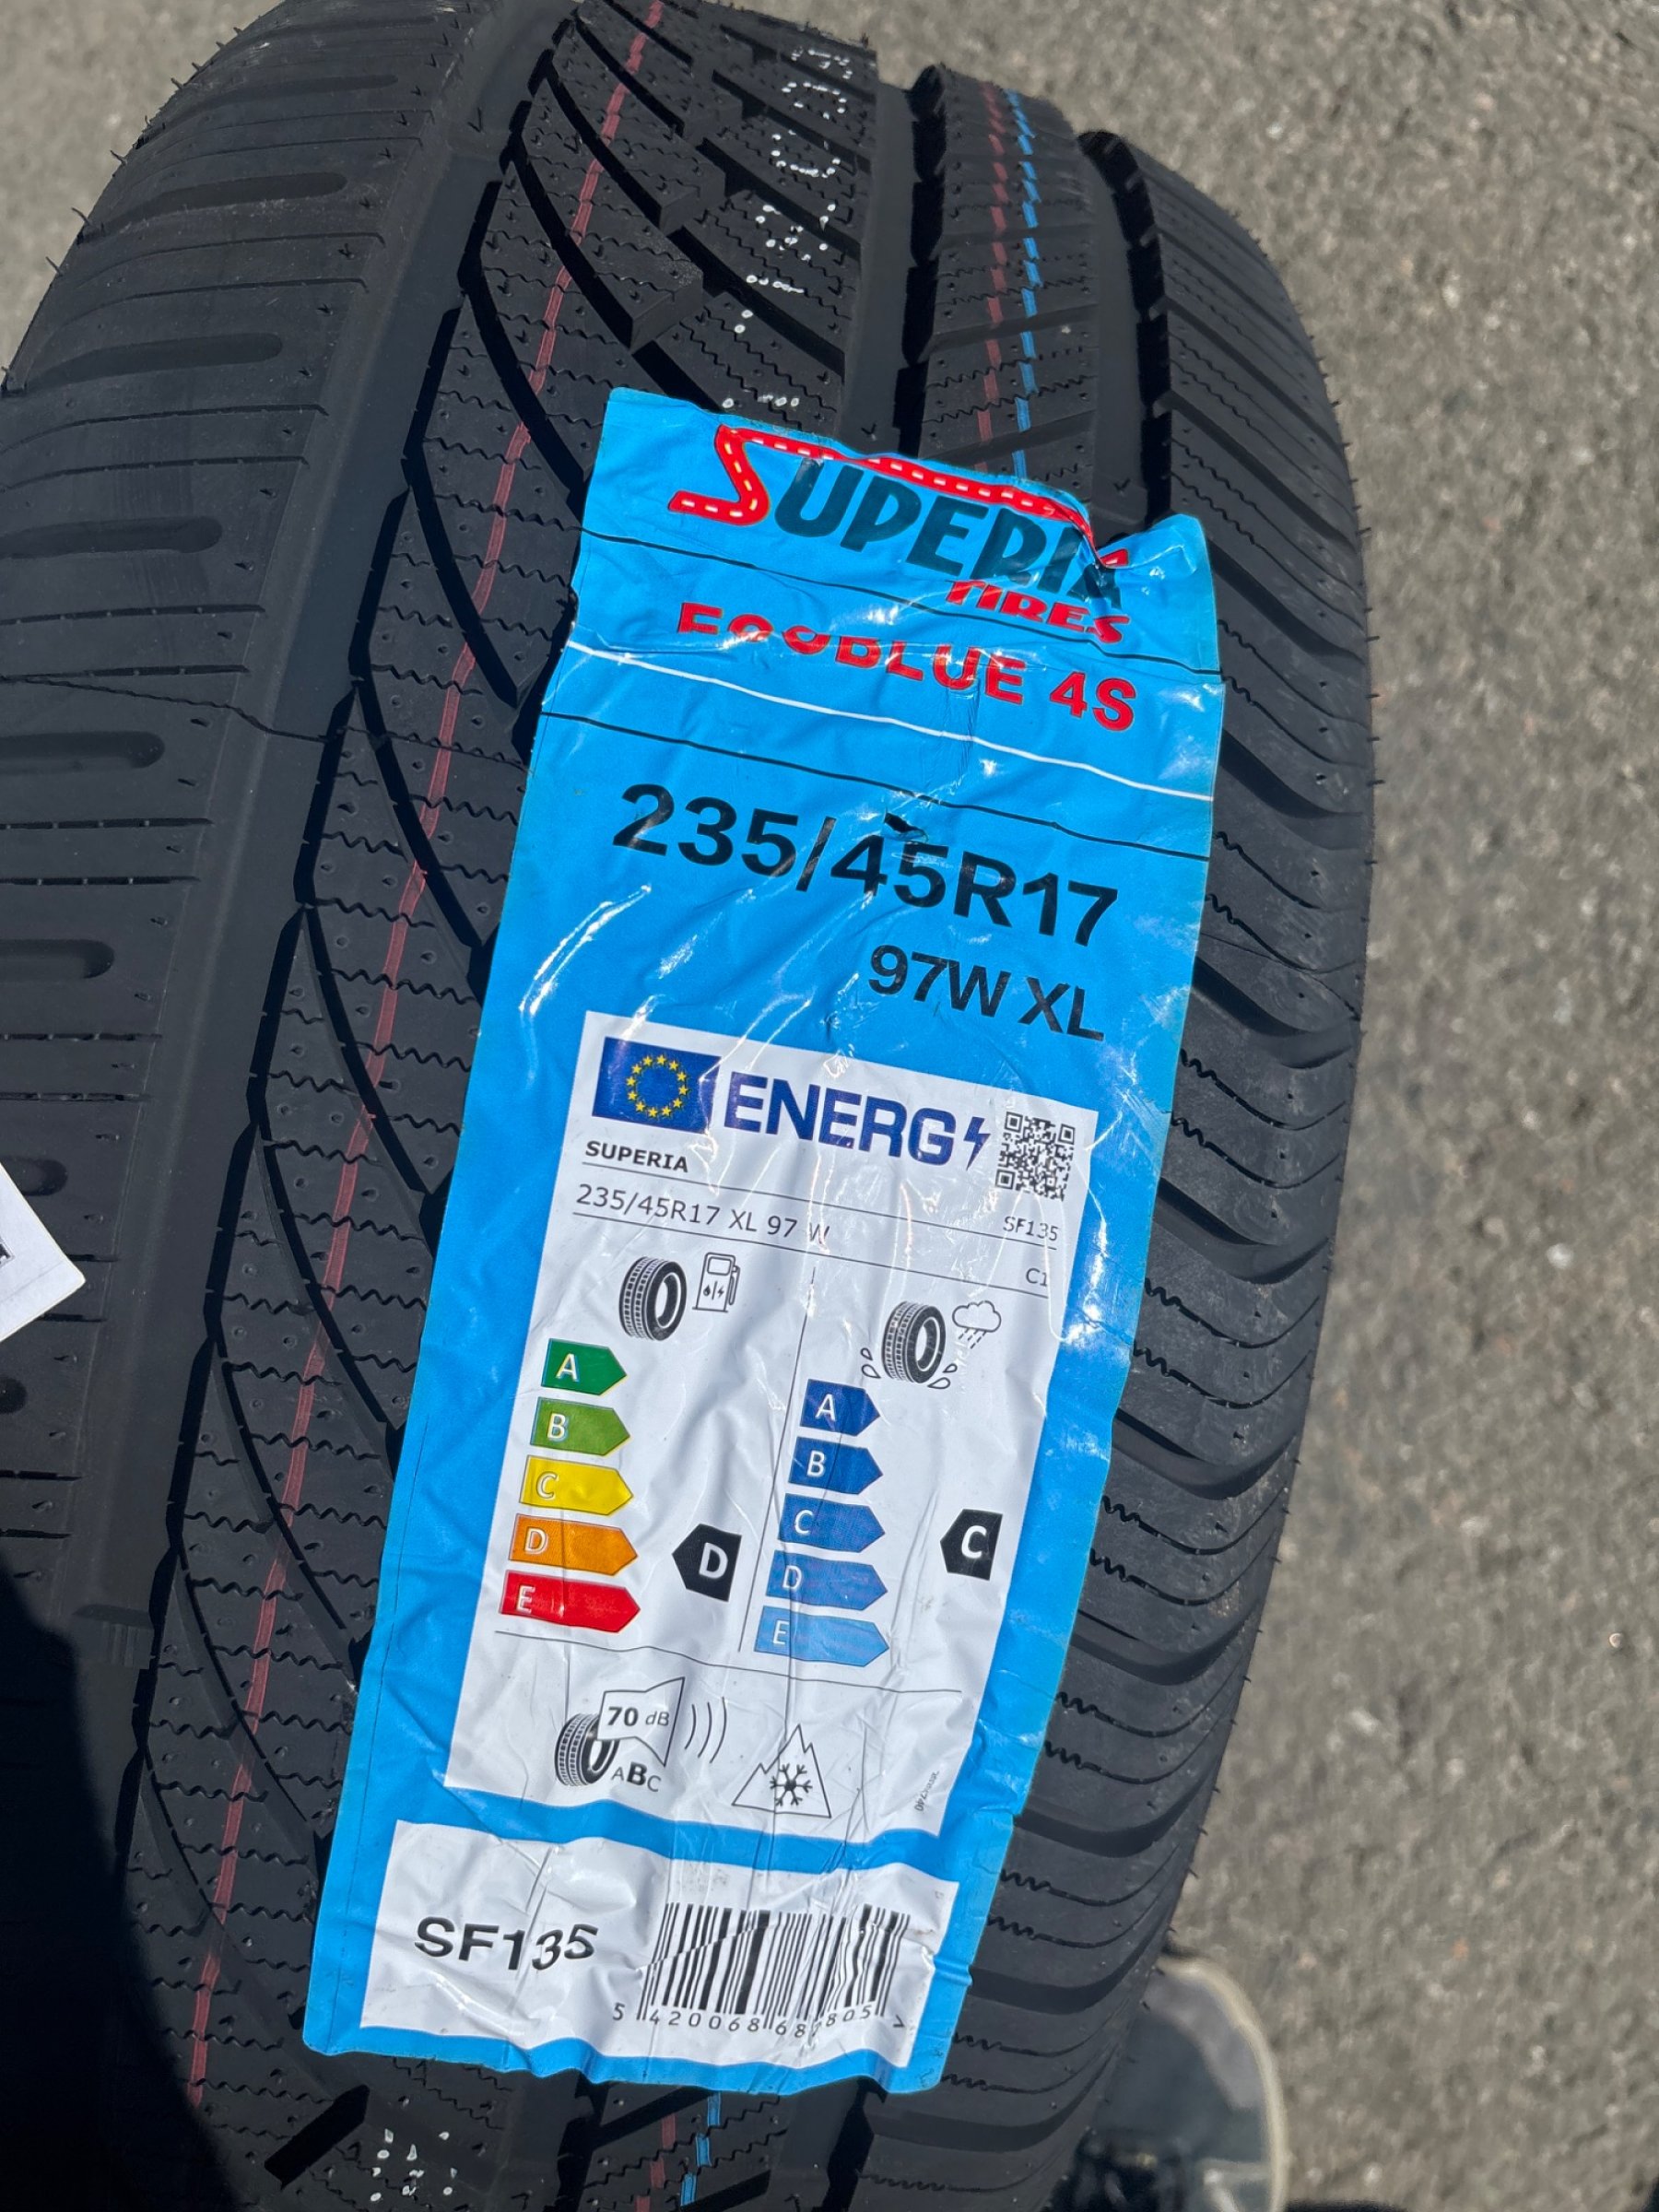 SUPERIA
TIRES
ECOBLUE 4S
235/45R17
97W XL
ENERG
SUPERIA
SF135
235/45R17 XL 97 W
C1
A
B
C
D
E
D
A
B
C
D
E
C
70 dB
ABC
SF135